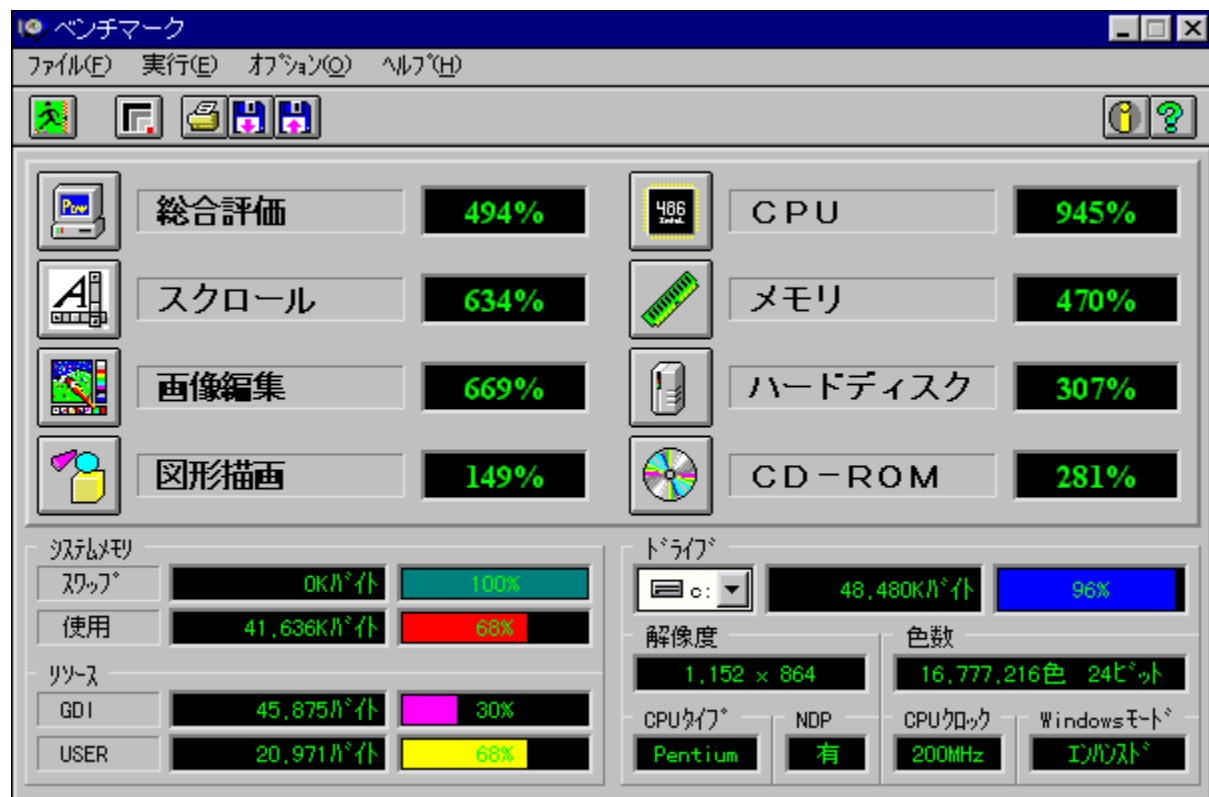 ベンチマーク
ファイル(F) 実行(E) オプション(O) ヘルプ(H)
Pow 総合評価 494% 486 Intel CPU 945%
A スクロール 634% メモリ 470%
画像編集 669% ハードディスク 307%
図形描画 149% CD-ROM 281%
システムメモリ
スワップ 0Kバイト 100%
使用 41,636Kバイト 68%
リソース
GDI 45,875バイト 30%
USER 20,971バイト 68%
ドライブ
c: 48,480Kバイト 96%
解像度 色数
1,152 × 864 16,777,216色 24ビット
CPUタイプ NDP CPUクロック Windowsモード
Pentium 有 200MHz エンハンスド